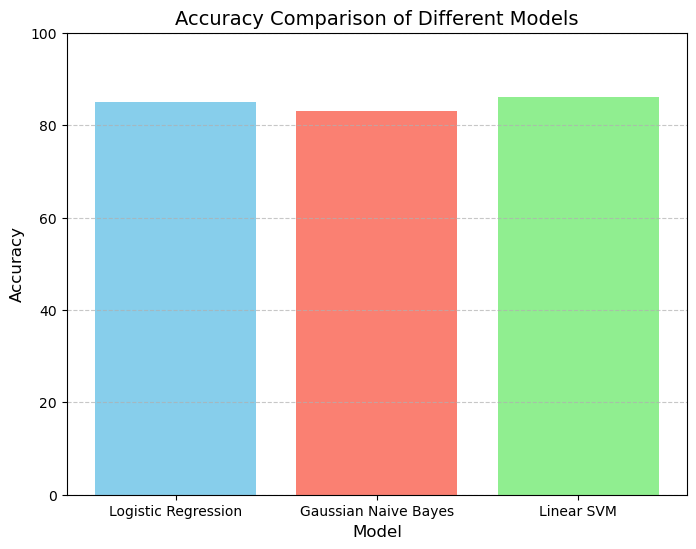 Accuracy Comparison of Different Models
100
80
60
40
20
0
Accuracy
Logistic Regression
Gaussian Naive Bayes
Linear SVM
Model